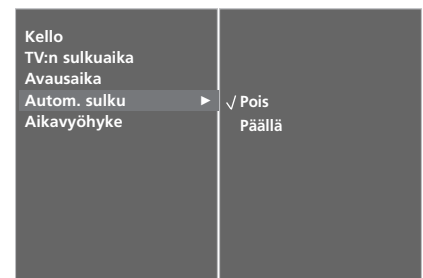 Kello
TV:n sulkuaika
Avausaika
Autom. sulku ► √ Pois
Aikavyöhyke
Päällä